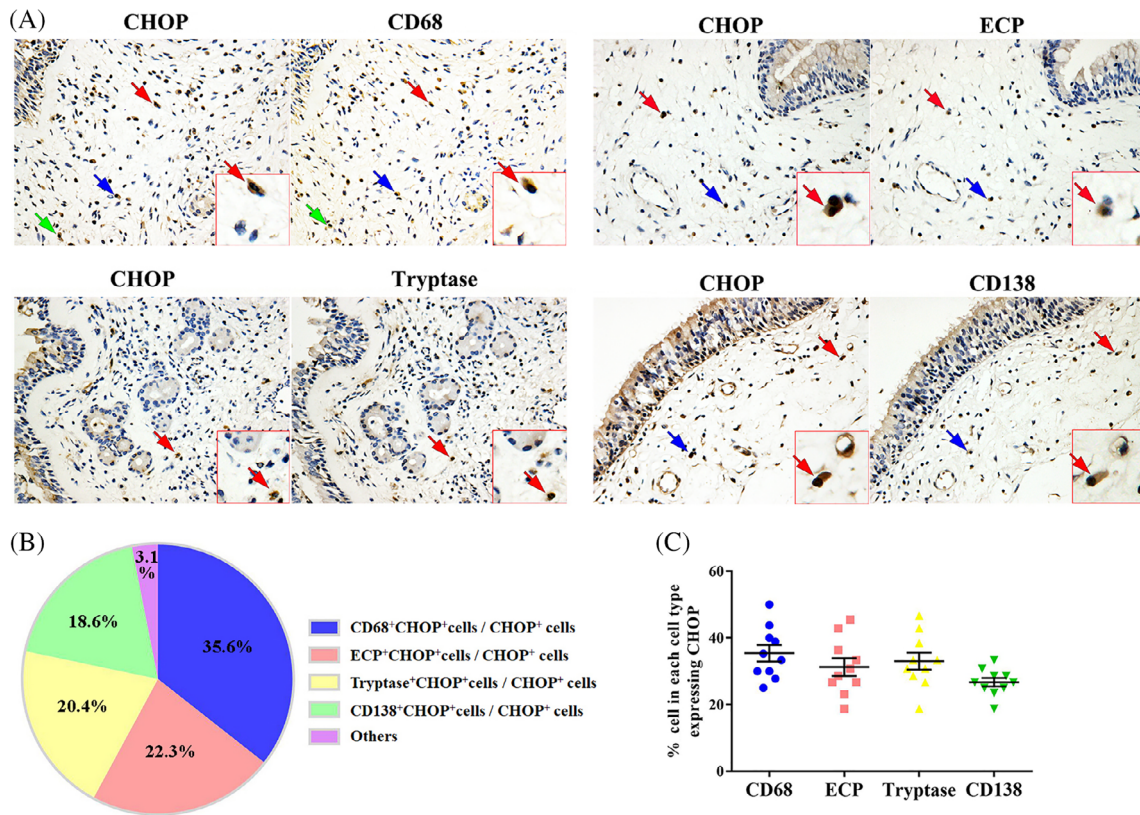 (A)
CHOP CD68 CHOP ECP
CHOP Tryptase CHOP CD138
(B)
3.1
%
18.6%
35.6%
20.4%
22.3%
CD68⁺CHOP⁺cells / CHOP⁺ cells
ECP⁺CHOP⁺cells / CHOP⁺ cells
Tryptase⁺CHOP⁺cells / CHOP⁺ cells
CD138⁺CHOP⁺cells / CHOP⁺ cells
Others
(C)
% cell in each cell type
expressing CHOP
60
40
20
0
CD68 ECP Tryptase CD138